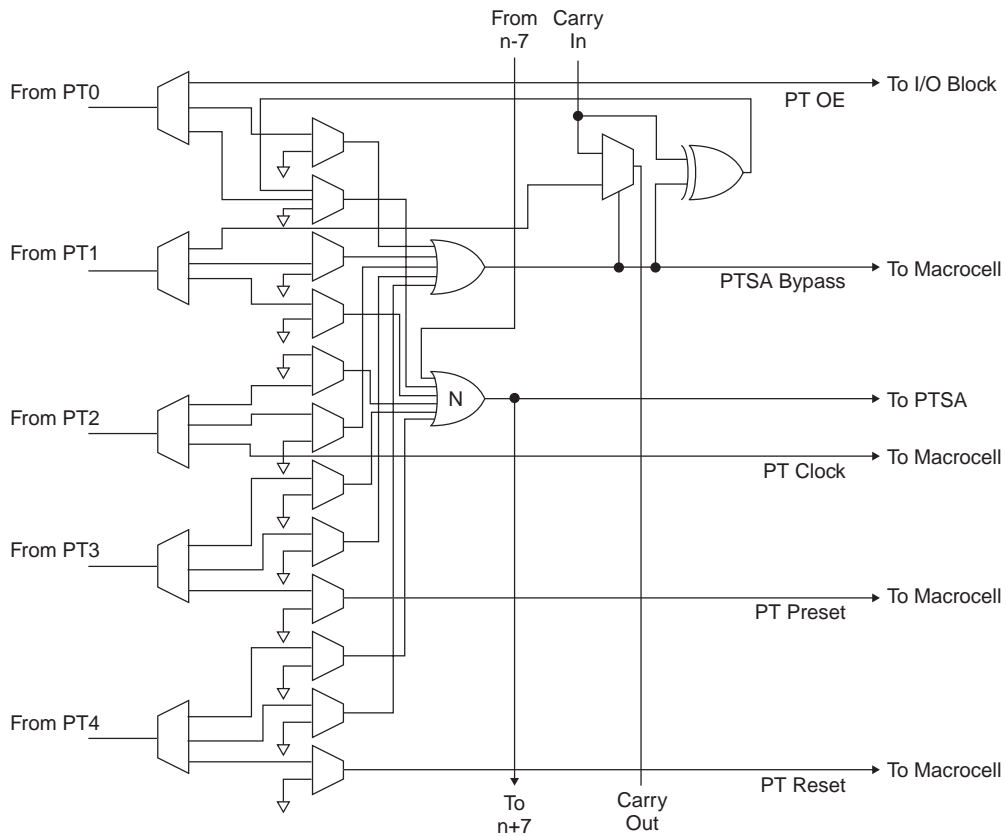 From
n-7
Carry
In
From PT0
To I/O Block
PT OE
From PT1
To Macrocell
PTSA Bypass
N
To PTSA
From PT2
To Macrocell
PT Clock
From PT3
To Macrocell
PT Preset
From PT4
To Macrocell
PT Reset
To
n+7
Carry
Out